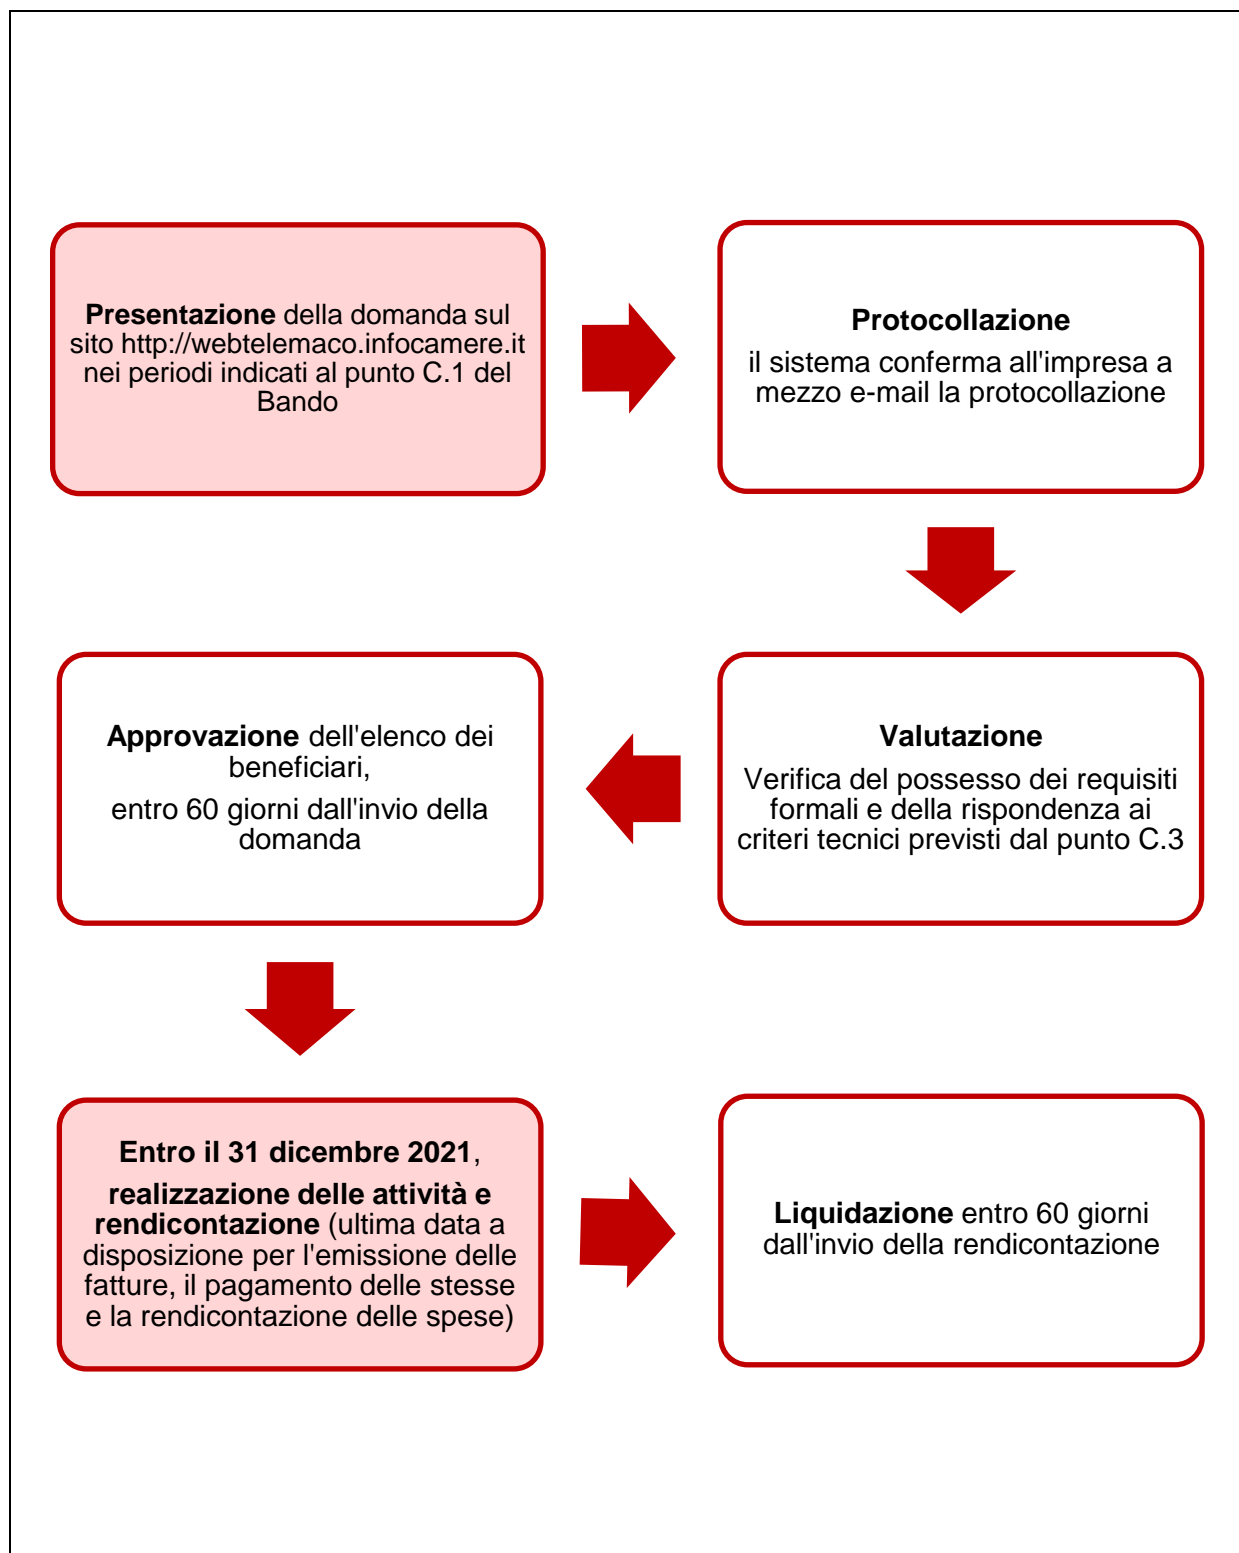 Presentazione della domanda sul
sito http://webtelemaco.infocamere.it
nei periodi indicati al punto C.1 del
Bando
Protocollazione
il sistema conferma all'impresa a
mezzo e-mail la protocollazione
Valutazione
Verifica del possesso dei requisiti
formali e della rispondenza ai
criteri tecnici previsti dal punto C.3
Approvazione dell'elenco dei
beneficiari,
entro 60 giorni dall'invio della
domanda
Entro il 31 dicembre 2021,
realizzazione delle attività e
rendicontazione (ultima data a
disposizione per l'emissione delle
fatture, il pagamento delle stesse
e la rendicontazione delle spese)
Liquidazione entro 60 giorni
dall'invio della rendicontazione